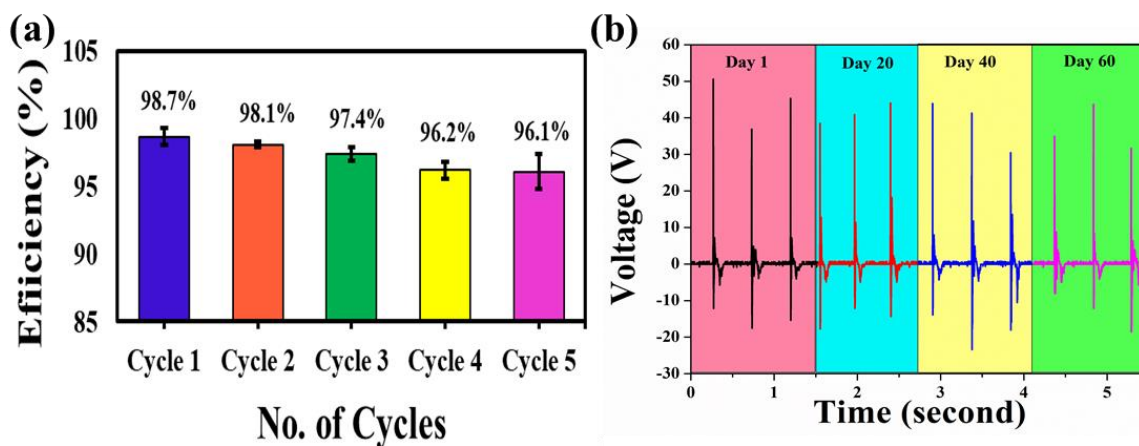 (a)
Efficiency (%)
105
100
95
90
85
98.7%
98.1%
97.4%
96.2%
96.1%
Cycle 1 Cycle 2 Cycle 3 Cycle 4 Cycle 5
No. of Cycles
(b)
Voltage (V)
60
50
40
30
20
10
0
-10
-20
-30
Day 1 Day 20 Day 40 Day 60
0 1 2 3 4 5
Time (second)